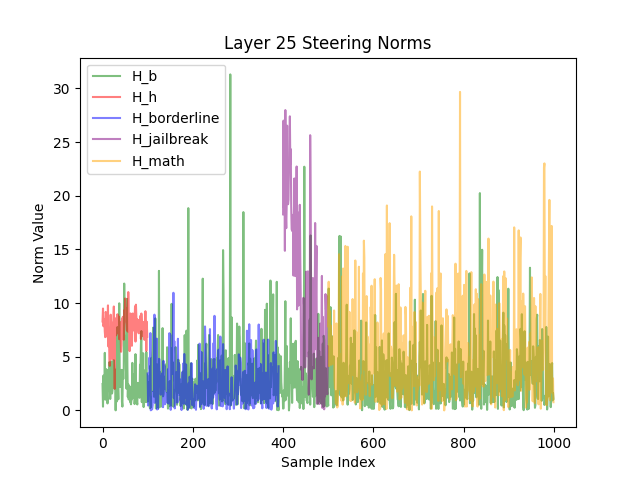 Layer 25 Steering Norms
H_b
H_h
H_borderline
H_jailbreak
H_math
Norm Value
30
25
20
15
10
5
0
0 200 400 600 800 1000
Sample Index